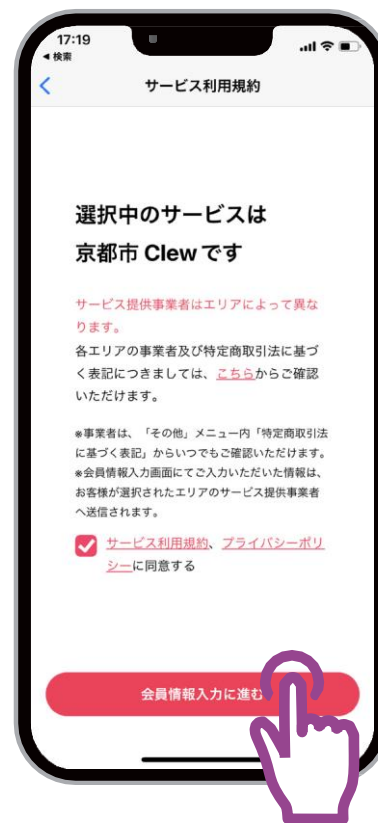 17:19
◀ 検索
サービス利用規約
選択中のサービスは
京都市 Clew です
サービス提供事業者はエリアによって異な
ります。
各エリアの事業者及び特定商取引法に基づ
く表記につきましては、こちらからご確認
いただけます。
※事業者は、「その他」メニュー内「特定商取引法
に基づく表記」からいつでもご確認いただけます。
※会員情報入力画面にてご入力いただいた情報は、
お客様が選択されたエリアのサービス提供事業者
へ送信されます。
サービス利用規約、プライバシーポリ
シーに同意する
会員情報入力に進む